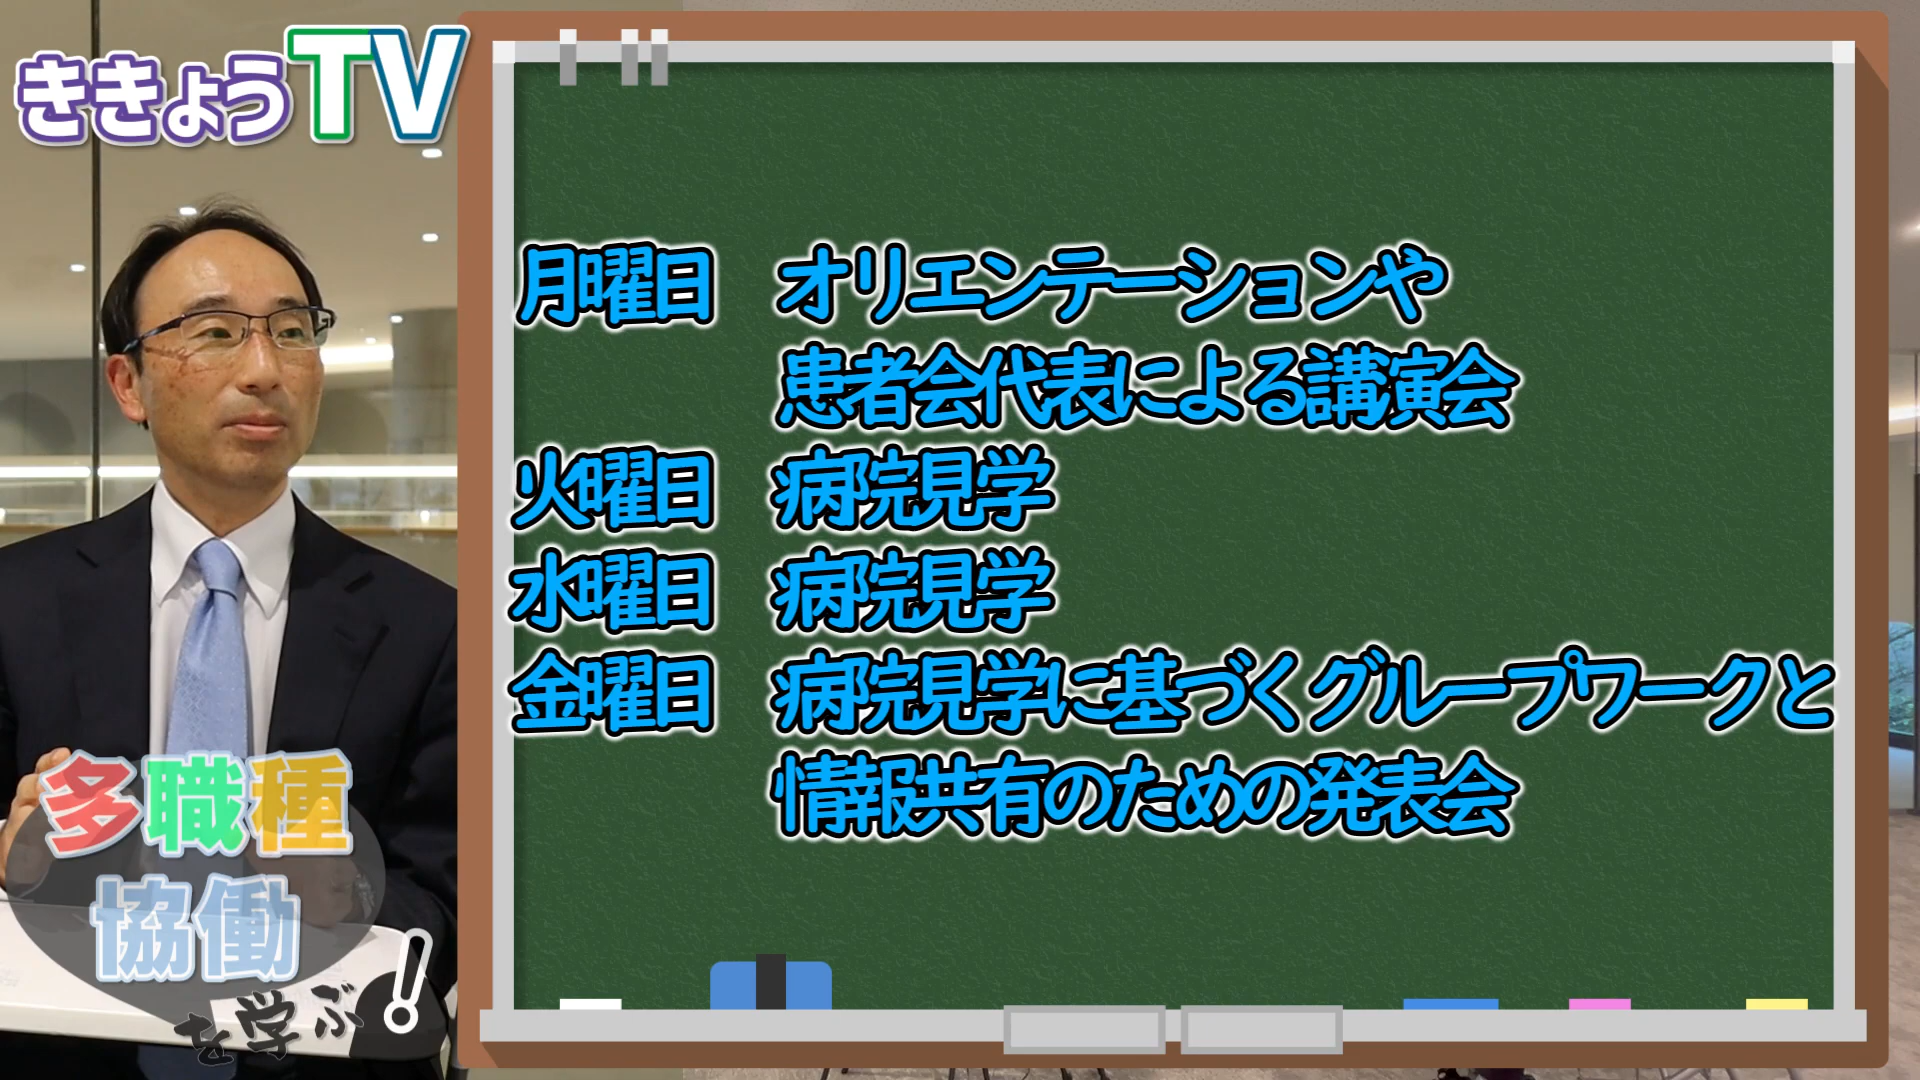 ききょうTV
月曜日 オリエンテーションや
患者会代表による講演会
火曜日 病院見学
水曜日 病院見学
金曜日 病院見学に基づくグループワークと
情報共有のための発表会
多職種
協働
を学ぶ!